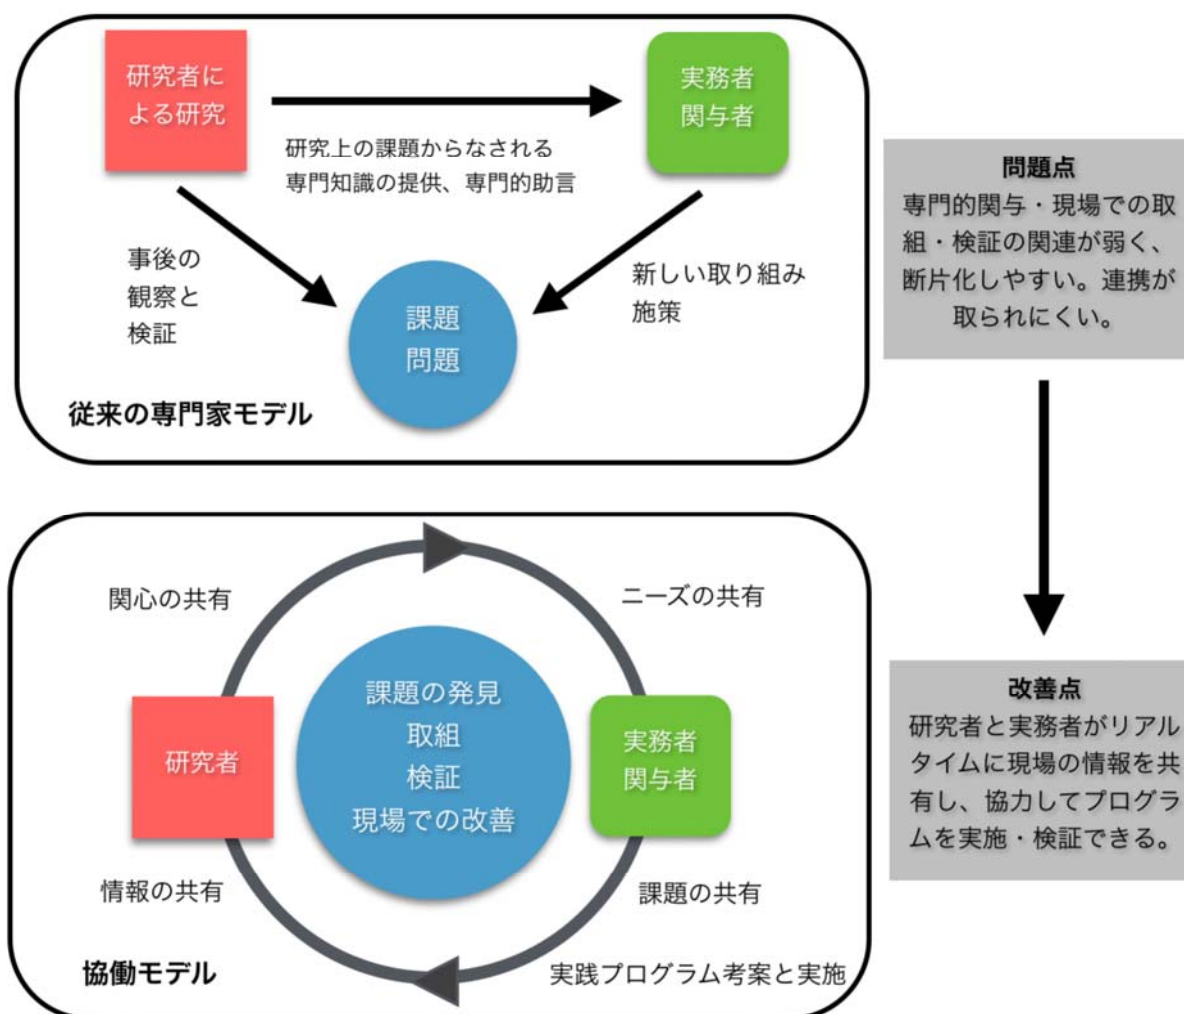 研究者に
よる研究
実務者
関与者
研究上の課題からなされる
専門知識の提供、専門的助言
事後の
観察と
検証
新しい取り組み
施策
課題
問題
従来の専門家モデル
問題点
専門的関与・現場での取
組・検証の関連が弱く、
断片化しやすい。連携が
取られにくい。
関心の共有
ニーズの共有
研究者
課題の発見
取組
検証
現場での改善
実務者
関与者
情報の共有
課題の共有
協働モデル
実践プログラム考案と実施
改善点
研究者と実務者がリアル
タイムに現場の情報を共
有し、協力してプログラ
ムを実施・検証できる。